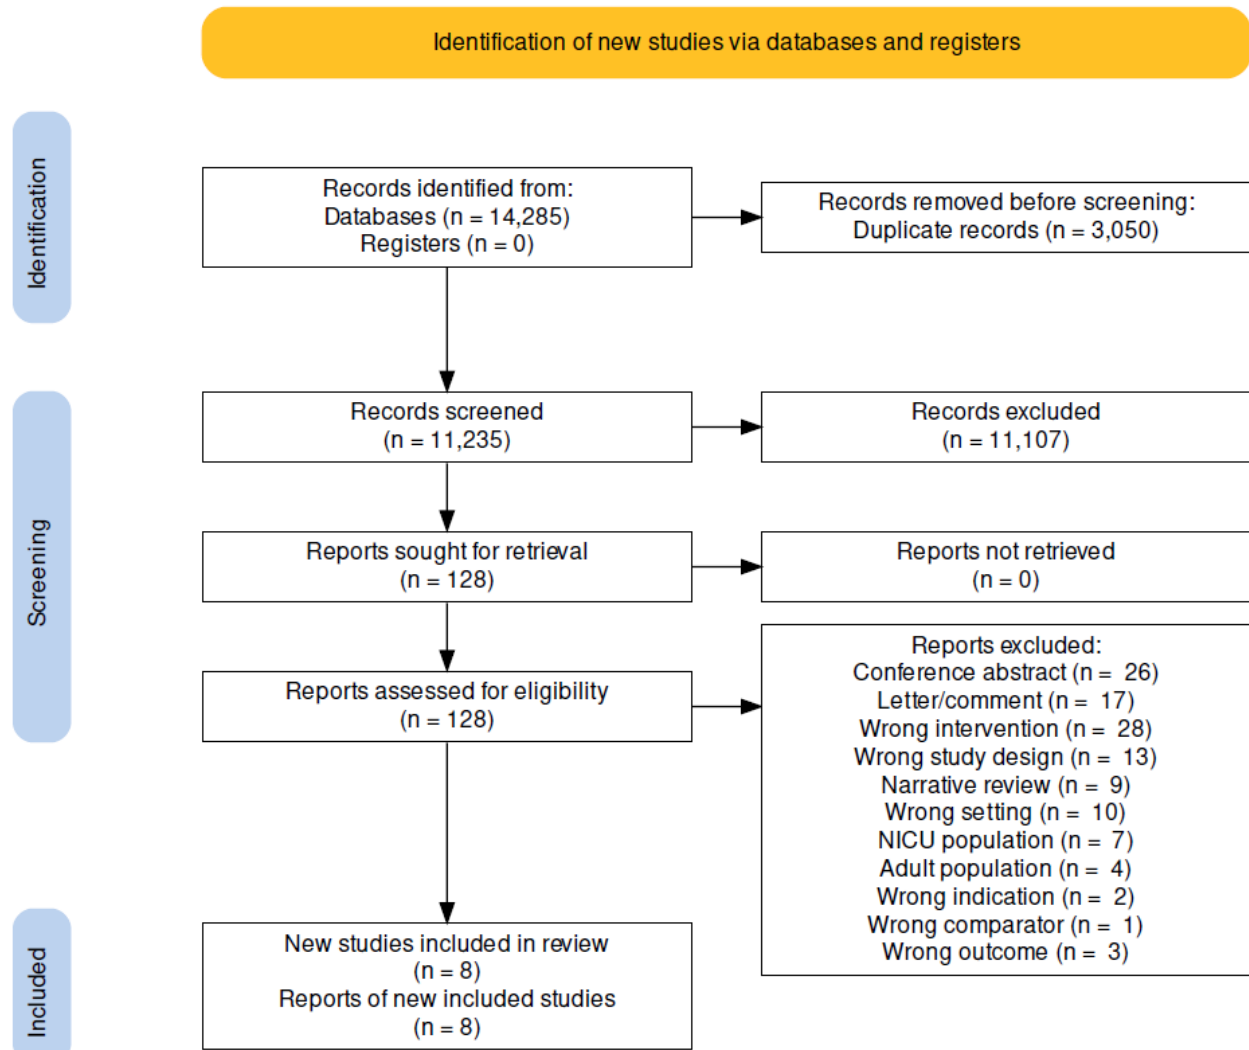 Identification of new studies via databases and registers
Identification
Records identified from:
Databases (n = 14,285)
Registers (n = 0)
Records removed before screening:
Duplicate records (n = 3,050)
Screening
Records screened
(n = 11,235)
Records excluded
(n = 11,107)
Reports sought for retrieval
(n = 128)
Reports not retrieved
(n = 0)
Reports assessed for eligibility
(n = 128)
Reports excluded:
Conference abstract (n = 26)
Letter/comment (n = 17)
Wrong intervention (n = 28)
Wrong study design (n = 13)
Narrative review (n = 9)
Wrong setting (n = 10)
NICU population (n = 7)
Adult population (n = 4)
Wrong indication (n = 2)
Wrong comparator (n = 1)
Wrong outcome (n = 3)
Included
New studies included in review
(n = 8)
Reports of new included studies
(n = 8)